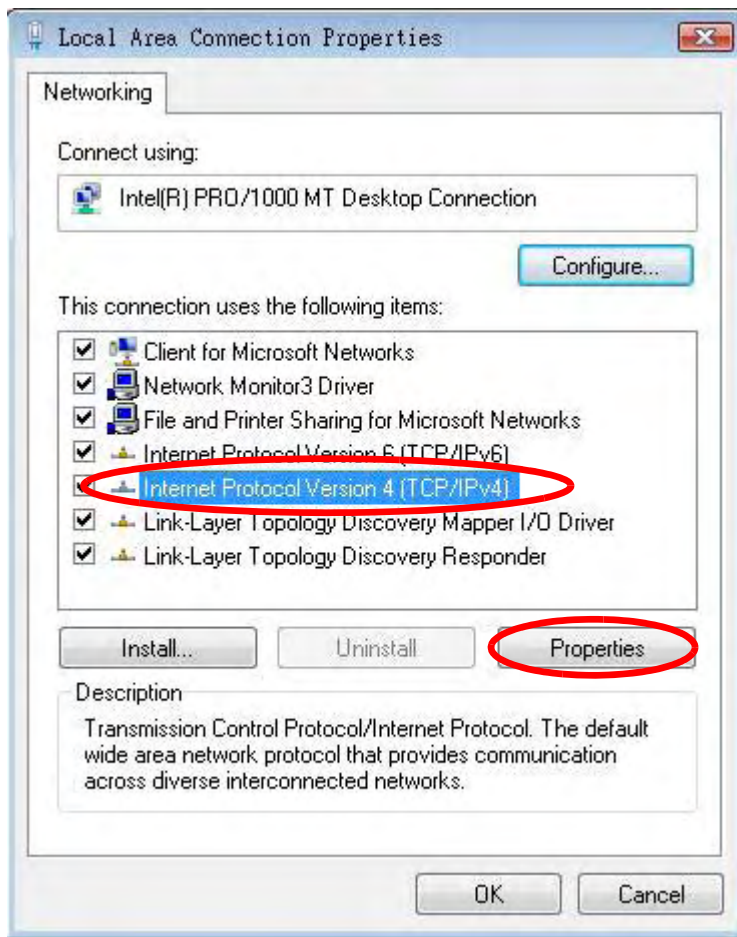 Local Area Connection Properties
Networking
Connect using:
Intel(R) PRO/1000 MT Desktop Connection
Configure...
This connection uses the following items:
Client for Microsoft Networks
Network Monitor3 Driver
File and Printer Sharing for Microsoft Networks
Internet Protocol Version 6 (TCP/IPv6)
Internet Protocol Version 4 (TCP/IPv4)
Link-Layer Topology Discovery Mapper I/O Driver
Link-Layer Topology Discovery Responder
Install...
Uninstall
Properties
Description
Transmission Control Protocol/Internet Protocol. The default
wide area network protocol that provides communication
across diverse interconnected networks.
OK
Cancel